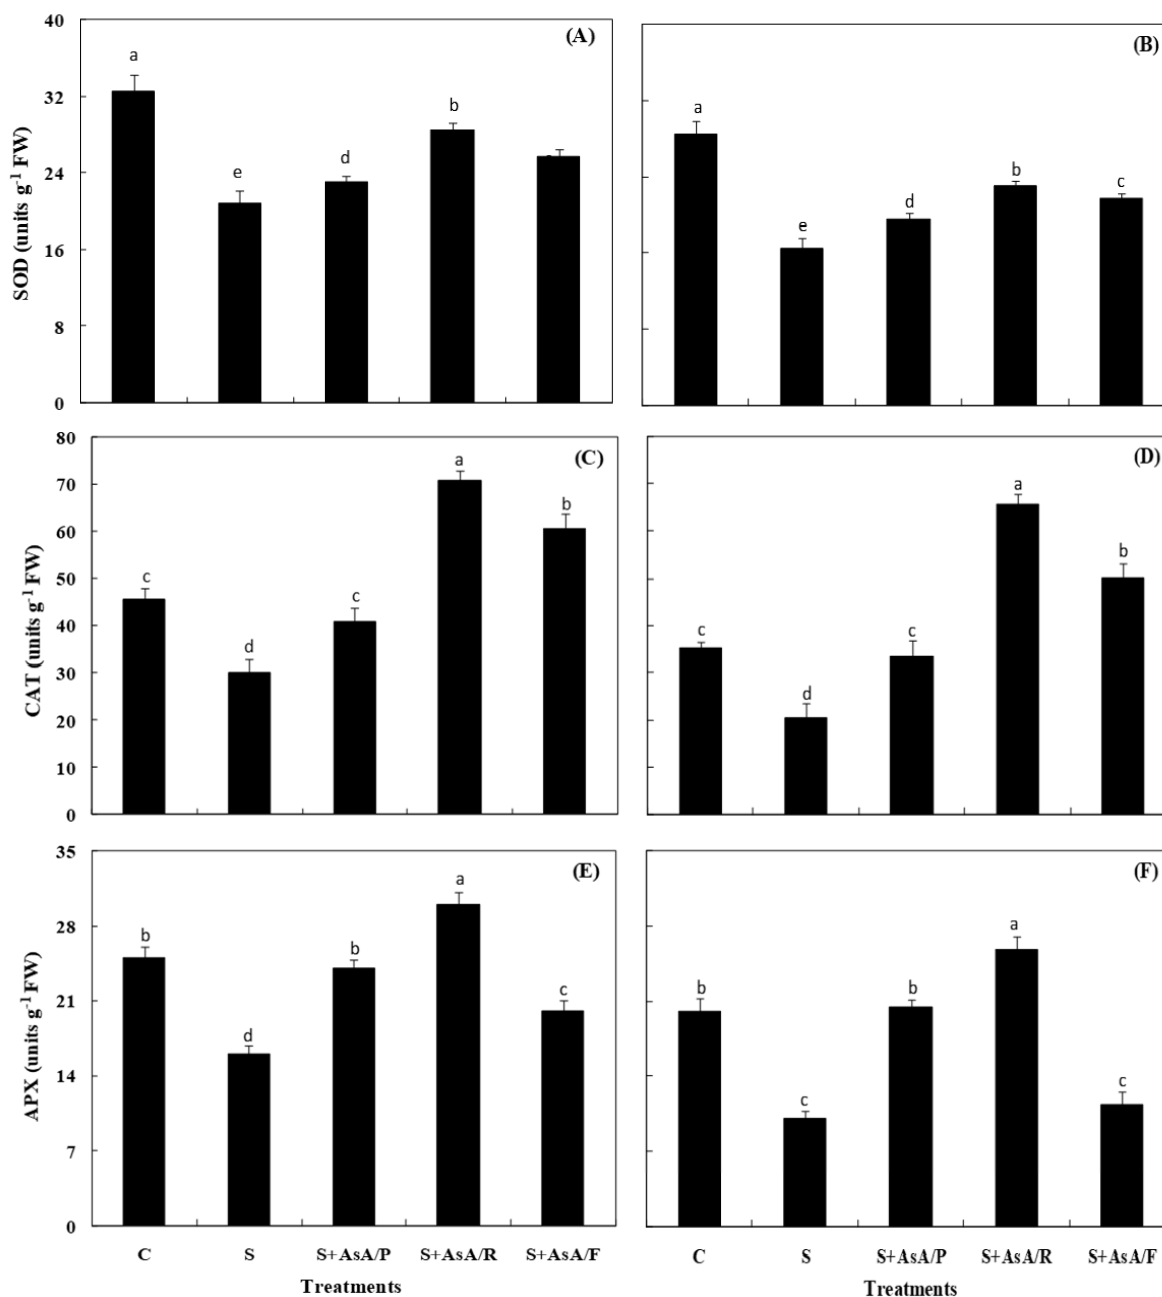 40
32
24
16
8
0
SOD (units g-1 FW)
(A)
a
e
d
b
(B)
a
e
d
b
c
80
70
60
50
40
30
20
10
0
CAT (units g-1 FW)
(C)
c
d
c
a
b
(D)
c
d
c
a
b
35
28
21
14
7
0
APX (units g-1 FW)
(E)
b
d
b
a
c
(F)
b
c
b
a
c
C S S+AsA/P S+AsA/R S+AsA/F
Treatments
C S S+AsA/P S+AsA/R S+AsA/F
Treatments